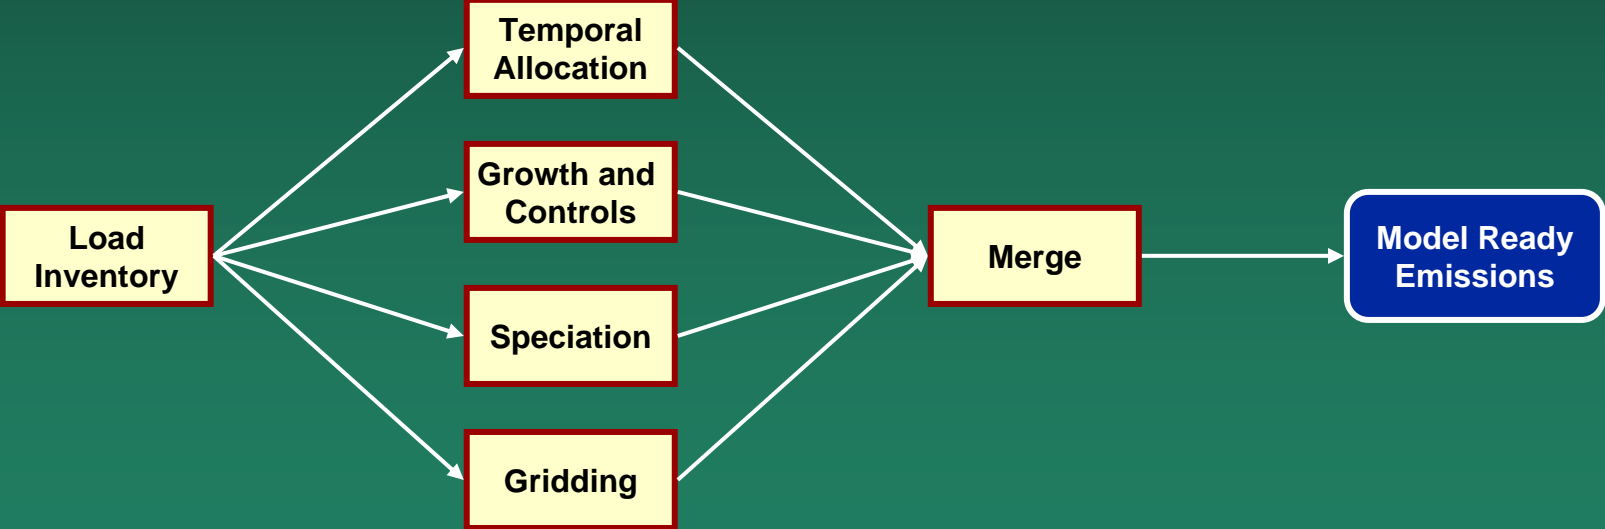 Temporal
Allocation
Growth and
Controls
Load
Inventory
Speciation
Gridding
Merge
Model Ready
Emissions